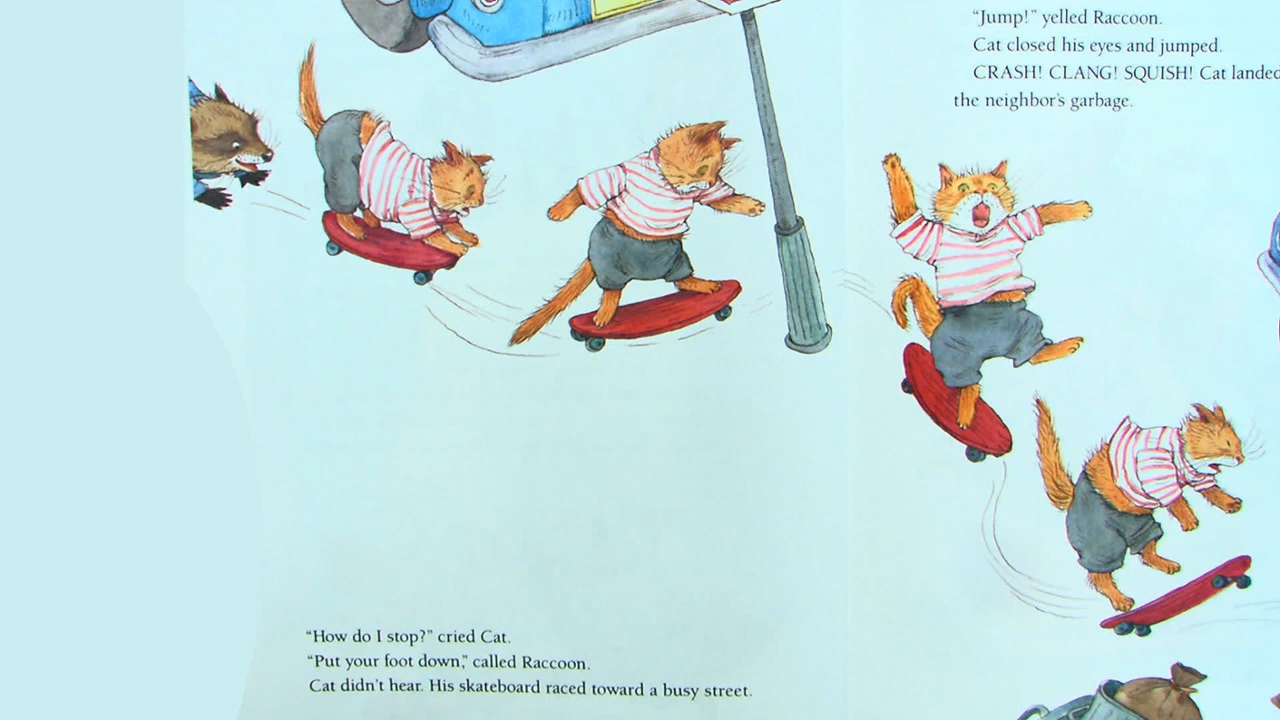 "How do I stop?" cried Cat.
"Put your foot down," called Raccoon.
Cat didn't hear. His skateboard raced toward a busy street.
"Jump!" yelled Raccoon.
Cat closed his eyes and jumped.
CRASH! CLANG! SQUISH! Cat landed
the neighbor's garbage.